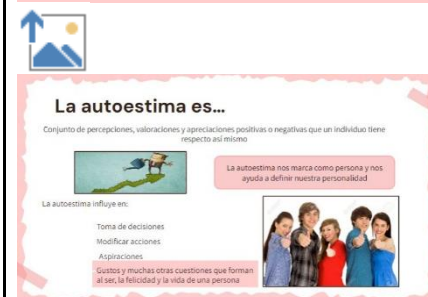 La autoestima es...
Conjunto de percepciones, valoraciones y apreciaciones positivas o negativas que un individuo tiene
respecto así mismo
La autoestima nos marca como persona y nos
ayuda a definir nuestra personalidad
La autoestima influye en:
Toma de decisiones
Modificar acciones
Aspiraciones
Gustos y muchas otras cuestiones que forman
al ser, la felicidad y la vida de una persona